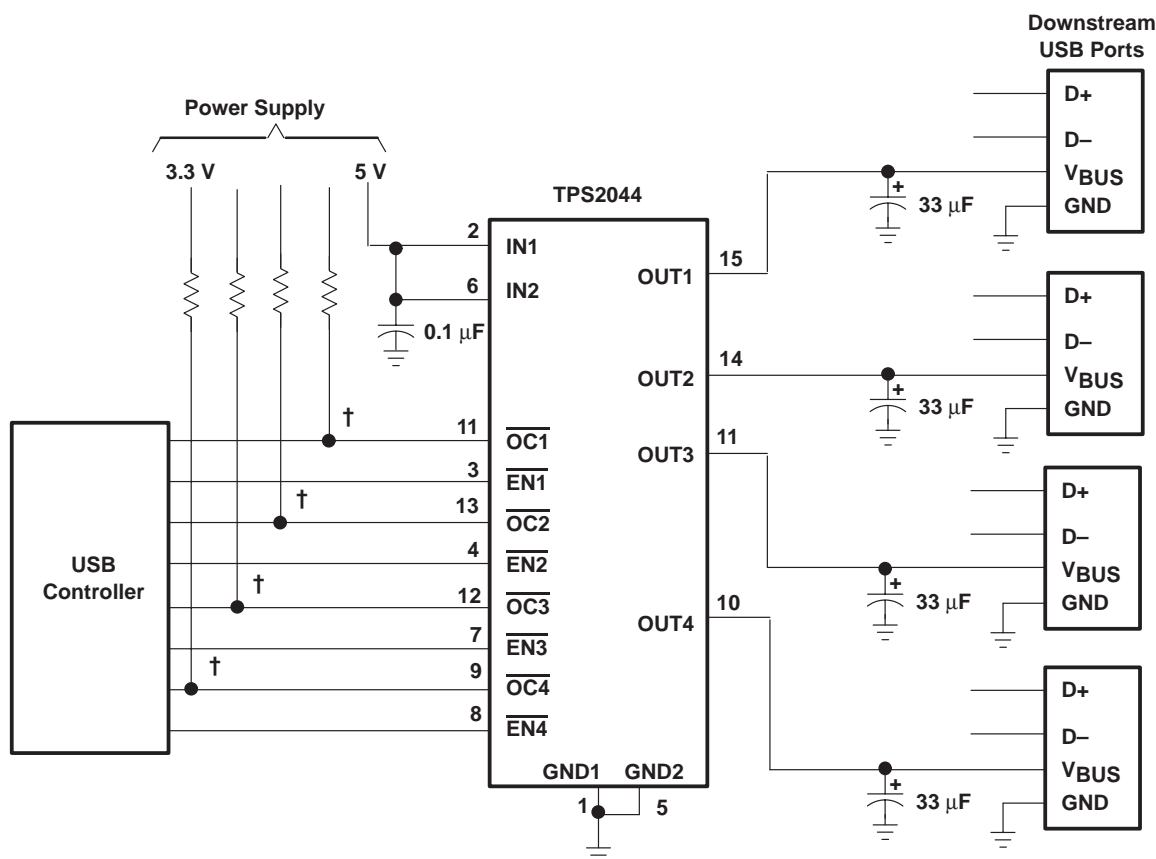 Downstream
USB Ports
Power Supply
3.3 V
5 V
TPS2044
2
IN1
6
IN2
0.1 μF
11
OC1
3
EN1
13
OC2
4
EN2
12
OC3
7
EN3
9
OC4
8
EN4
†
†
†
†
USB
Controller
GND1
GND2
1
5
OUT1
15
OUT2
14
OUT3
11
OUT4
10
+
33 μF
D+
D–
VBUS
GND
+
33 μF
D+
D–
VBUS
GND
+
33 μF
D+
D–
VBUS
GND
+
33 μF
D+
D–
VBUS
GND